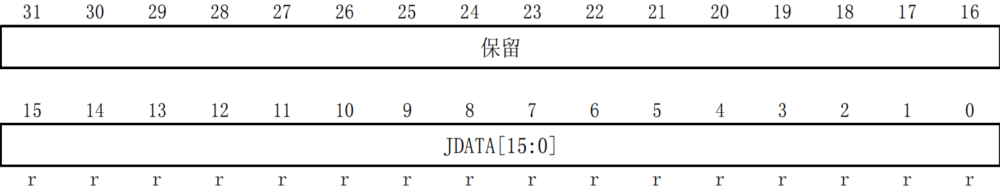 31 30 29 28 27 26 25 24 23 22 21 20 19 18 17 16
保留
15 14 13 12 11 10 9 8 7 6 5 4 3 2 1 0
JDATA[15:0]
r r r r r r r r r r r r r r r r